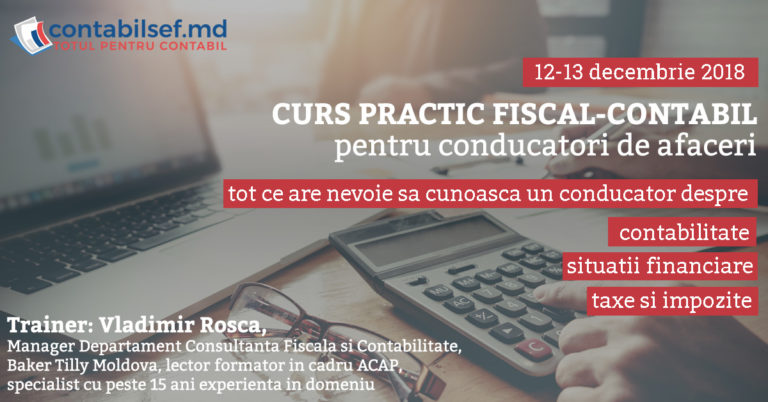 contabilsef.md
TOTUL PENTRU CONTABIL
12-13 decembrie 2018
CURS PRACTIC FISCAL-CONTABIL
pentru conducatori de afaceri
tot ce are nevoie sa cunoasca un conducator despre
contabilitate
situatii financiare
taxe si impozite
Trainer: Vladimir Rosca,
Manager Departament Consultanta Fiscala si Contabilitate,
Baker Tilly Moldova, lector formator in cadru ACAP,
specialist cu peste 15 ani experienta in domeniu